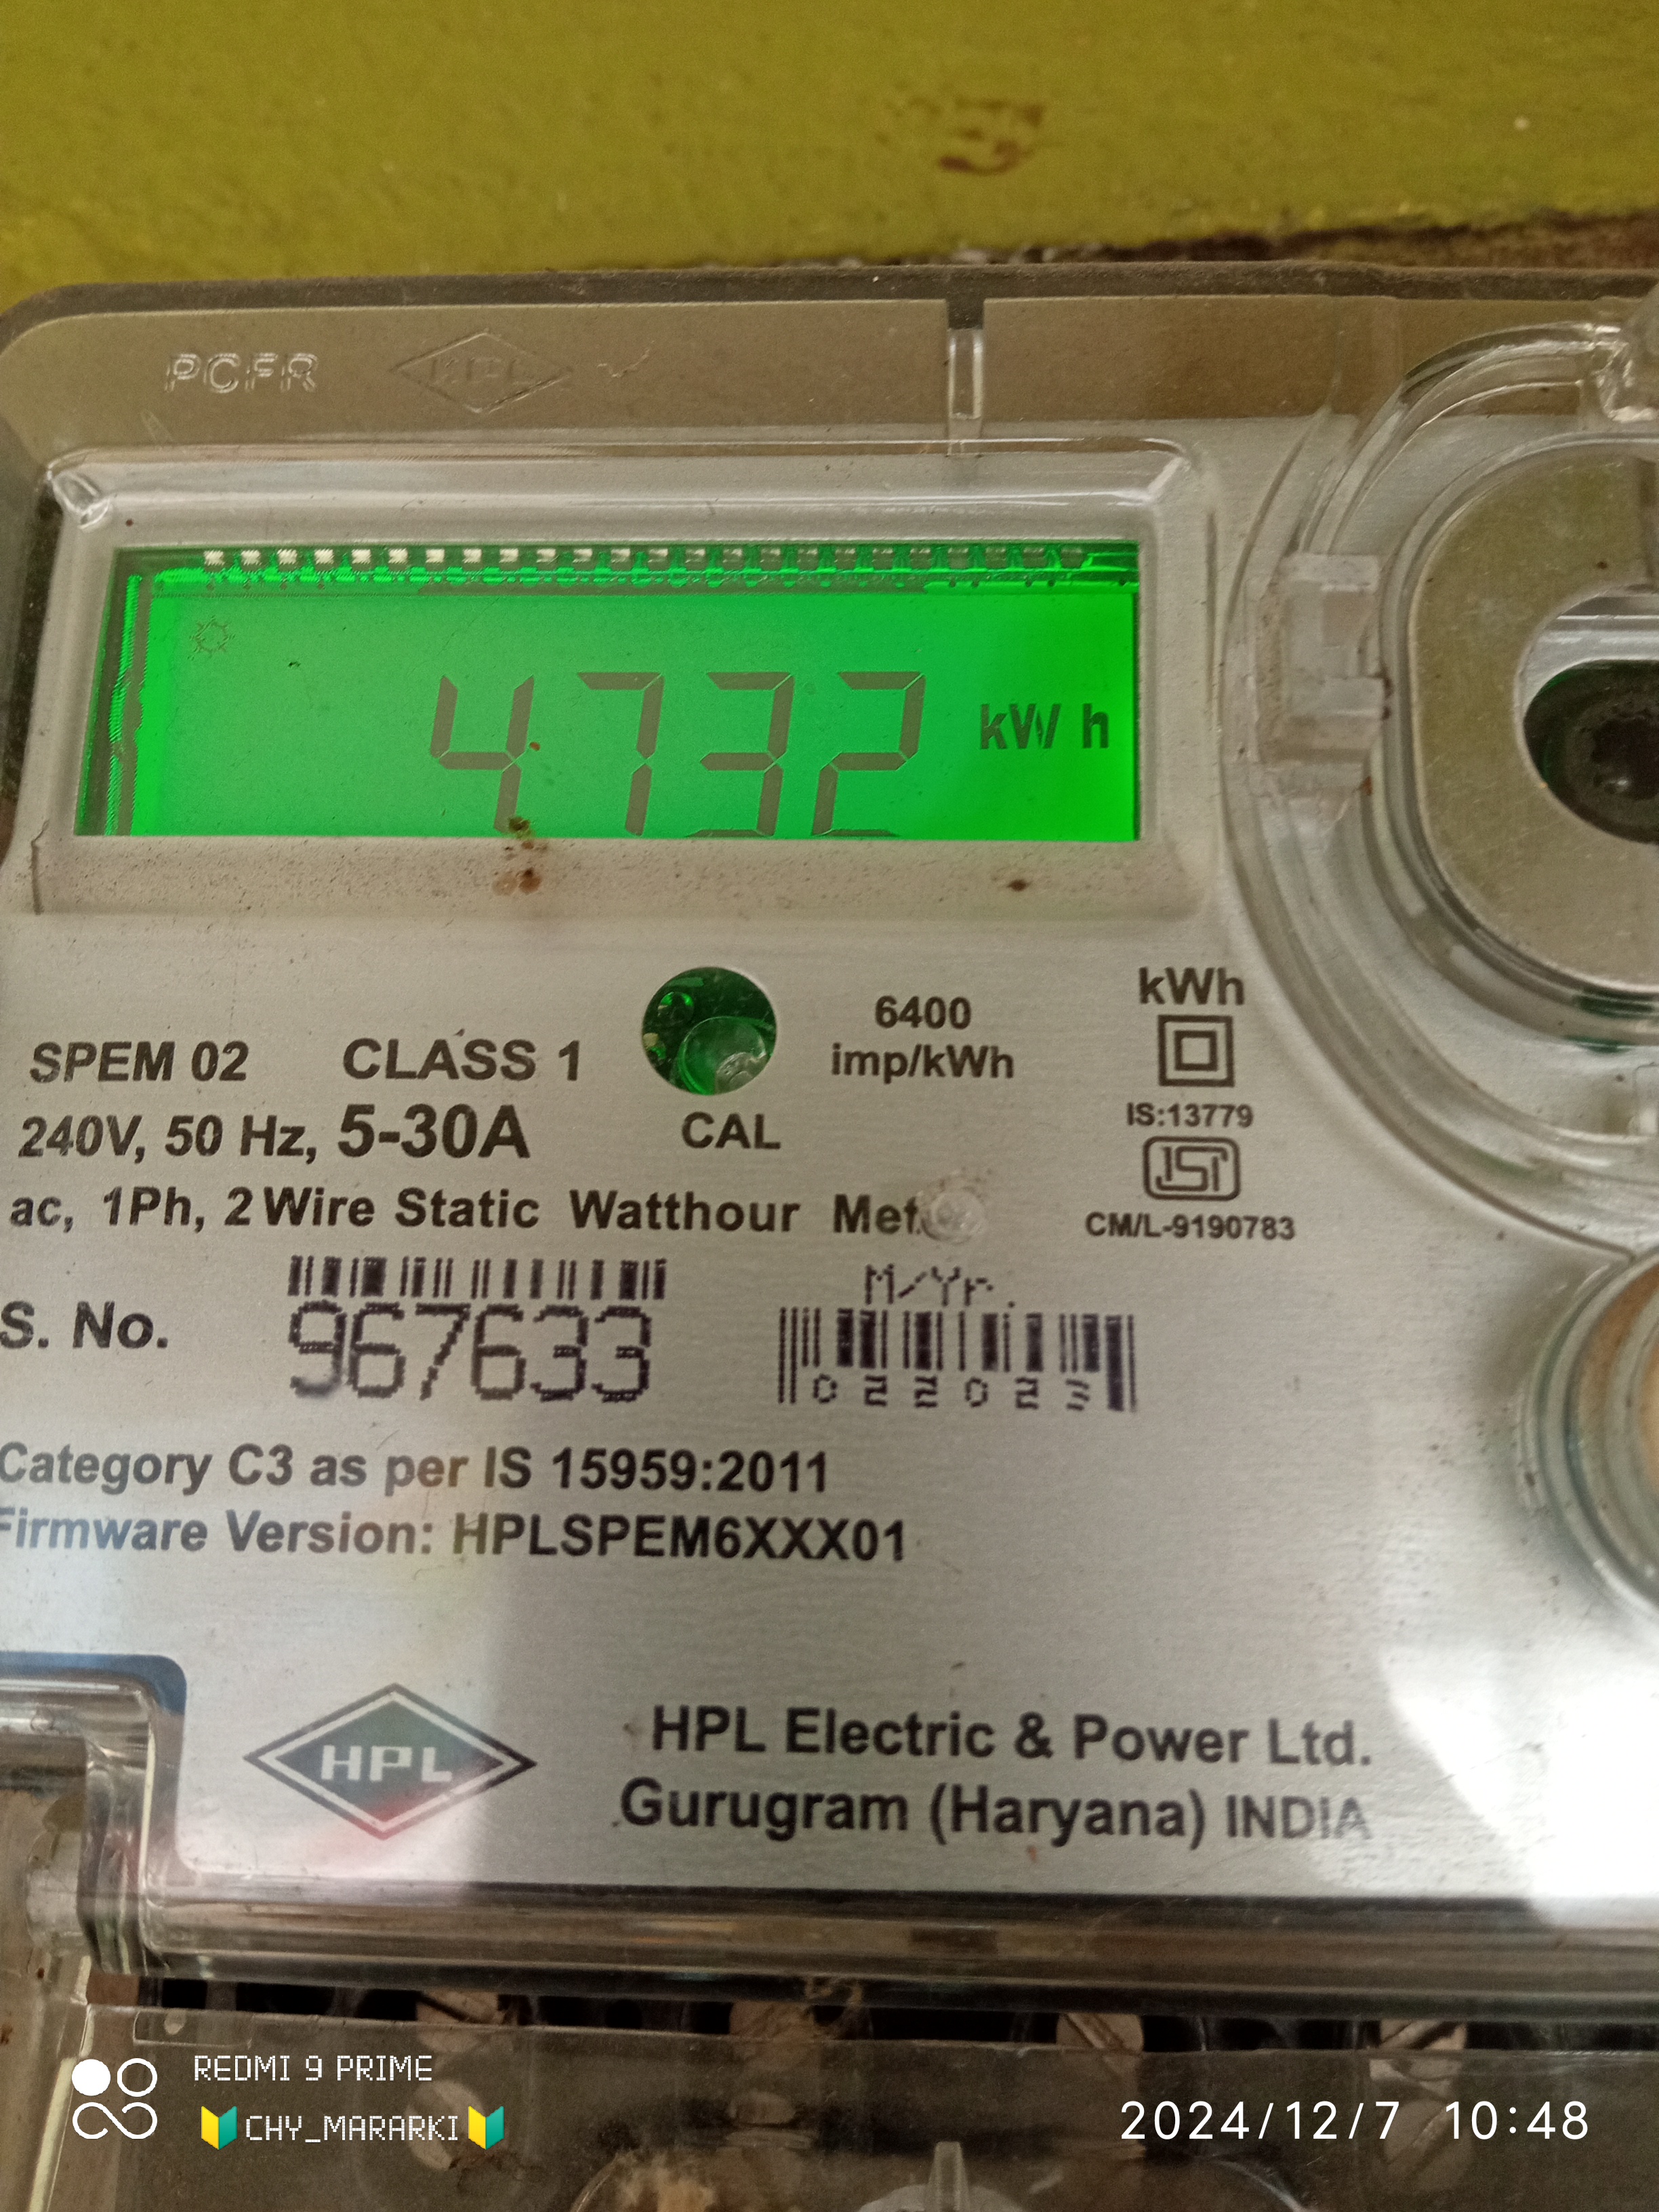 PCFR HPL
4732 kWh
SPEM 02 CLASS 1
6400
imp/kWh
kWh
240V, 50 Hz, 5-30A
CAL
IS:13779
ISI
ac, 1Ph, 2 Wire Static Watthour
CM/L-9190783
M/Yr.
S. No. 967633
Category C3 as per IS 15959:2011
Firmware Version: HPLSPEM6XXX01
HPL
HPL Electric & Power Ltd.
Gurugram (Haryana) INDIA
REDMI 9 PRIME
🔰CHY_MARARKI🔰
2024/12/7 10:48